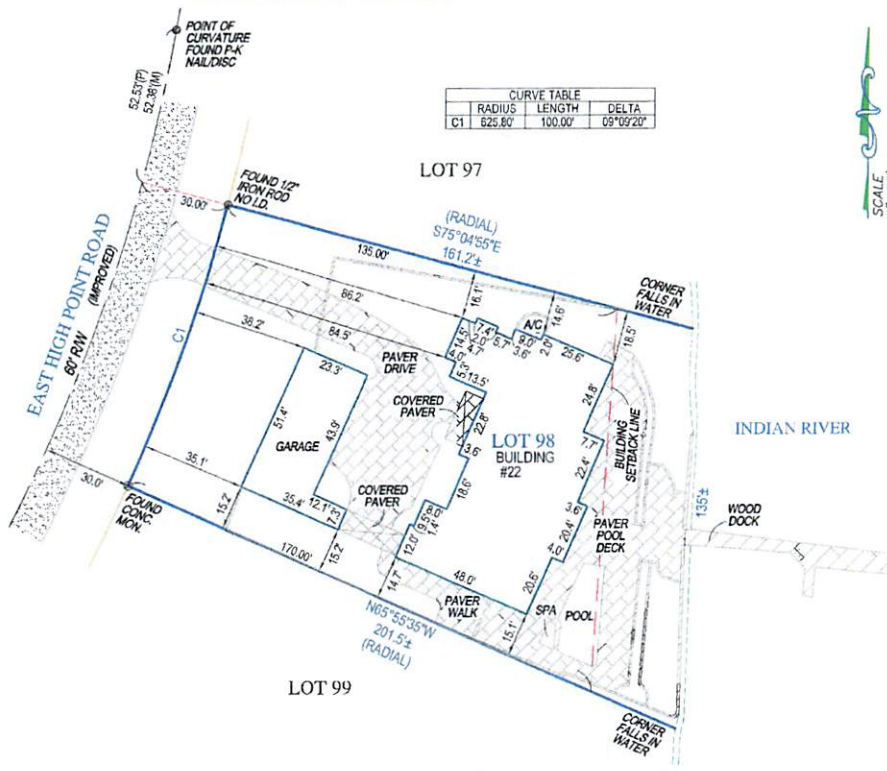 POINT OF
CURVATURE
FOUND P-K
NAIL/DISC
52.53'(P)
52.38'(M)
CURVE TABLE
RADIUS LENGTH DELTA
C1 625.80' 100.00' 09°09'20"
SCALE
LOT 97
FOUND 1/2"
IRON ROD
NO I.D.
30.00'
(RADIAL)
S75°04'55"E
161.2'±
135.00'
CORNER
FALLS IN
WATER
EAST HIGH POINT ROAD
60' R/W (IMPROVED)
C1
86.2'
16.1'
14.6'
18.5'
A/C
84.5'
38.2'
14.5'
7.4'
2.0'
4.7'
5.7'
3.6'
9.0'
2.0'
25.6'
4.0'
5.3'
13.5'
PAVER
DRIVE
23.3'
COVERED
PAVER
22.8'
24.8'
51.4'
43.9'
GARAGE
LOT 98
BUILDING
#22
7.7'
BUILDING
SETBACK LINE
INDIAN RIVER
3.6'
22.4'
35.1'
18.6'
30.0'
FOUND
CONC.
MON.
15.2'
35.4'
12.1'
7.3'
COVERED
PAVER
8.0'
9.5'
1.4'
3.6'
20.4'
PAVER
POOL
DECK
135'±
WOOD
DOCK
170.00'
15.2'
12.0'
4.0'
14.7'
48.0'
20.6'
PAVER
WALK
SPA
POOL
15.1'
N65°55'35"W
201.5'±
(RADIAL)
LOT 99
CORNER
FALLS IN
WATER